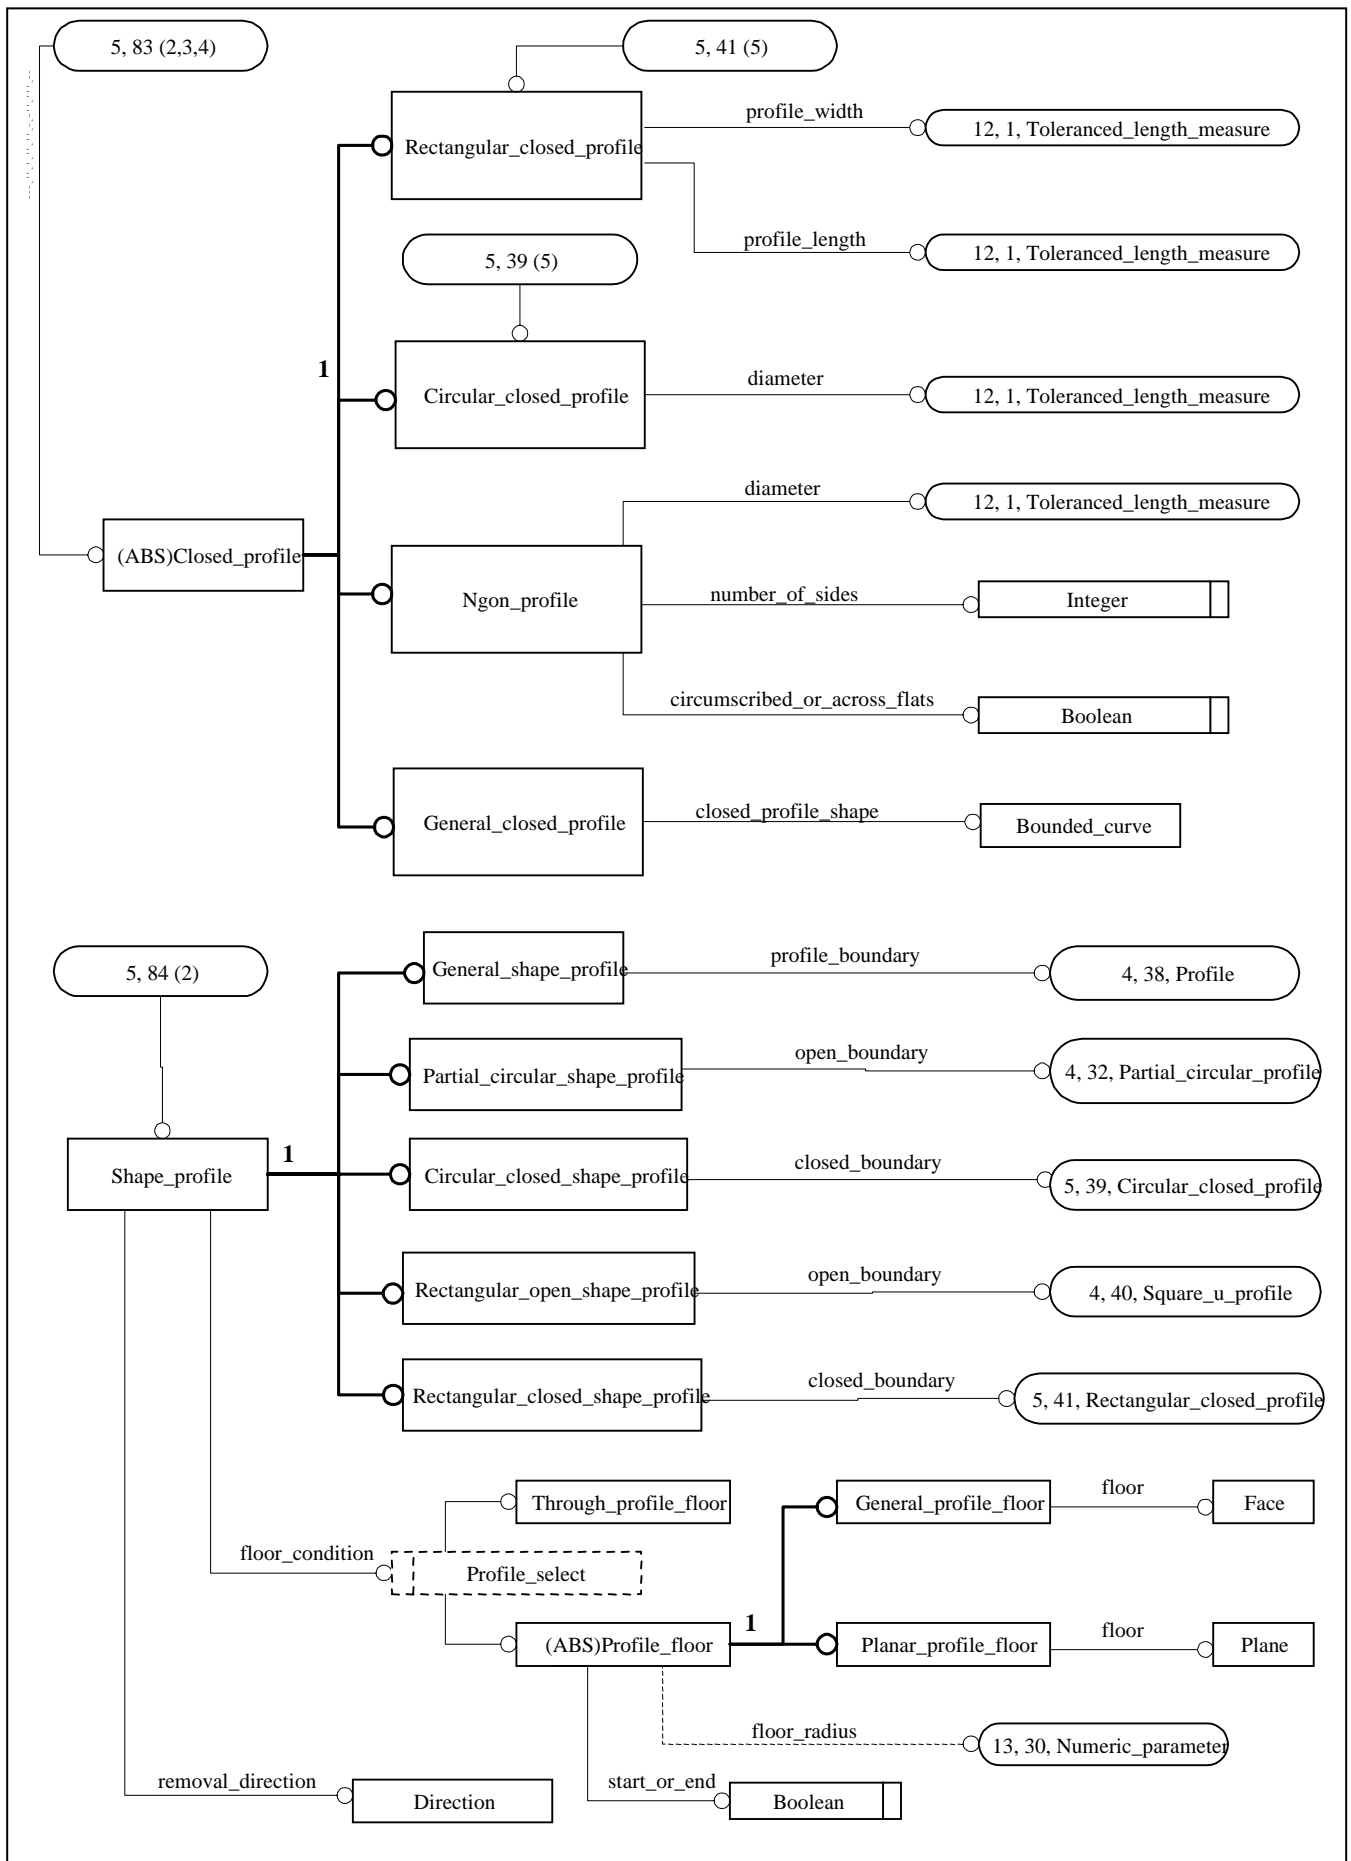 5, 83 (2,3,4)
5, 41 (5)
profile_width
12, 1, Toleranced_length_measure
Rectangular_closed_profile
profile_length
12, 1, Toleranced_length_measure
5, 39 (5)
1
diameter
Circular_closed_profile
12, 1, Toleranced_length_measure
diameter
12, 1, Toleranced_length_measure
(ABS)Closed_profile
Ngon_profile
number_of_sides
Integer
circumscribed_or_across_flats
Boolean
General_closed_profile
closed_profile_shape
Bounded_curve
5, 84 (2)
General_shape_profile
profile_boundary
4, 38, Profile
Partial_circular_shape_profile
open_boundary
4, 32, Partial_circular_profile
Shape_profile
1
Circular_closed_shape_profile
closed_boundary
5, 39, Circular_closed_profile
Rectangular_open_shape_profile
open_boundary
4, 40, Square_u_profile
Rectangular_closed_shape_profile
closed_boundary
5, 41, Rectangular_closed_profile
Through_profile_floor
General_profile_floor
floor
Face
floor_condition
Profile_select
(ABS)Profile_floor
1
Planar_profile_floor
floor
Plane
floor_radius
13, 30, Numeric_parameter
removal_direction
Direction
start_or_end
Boolean